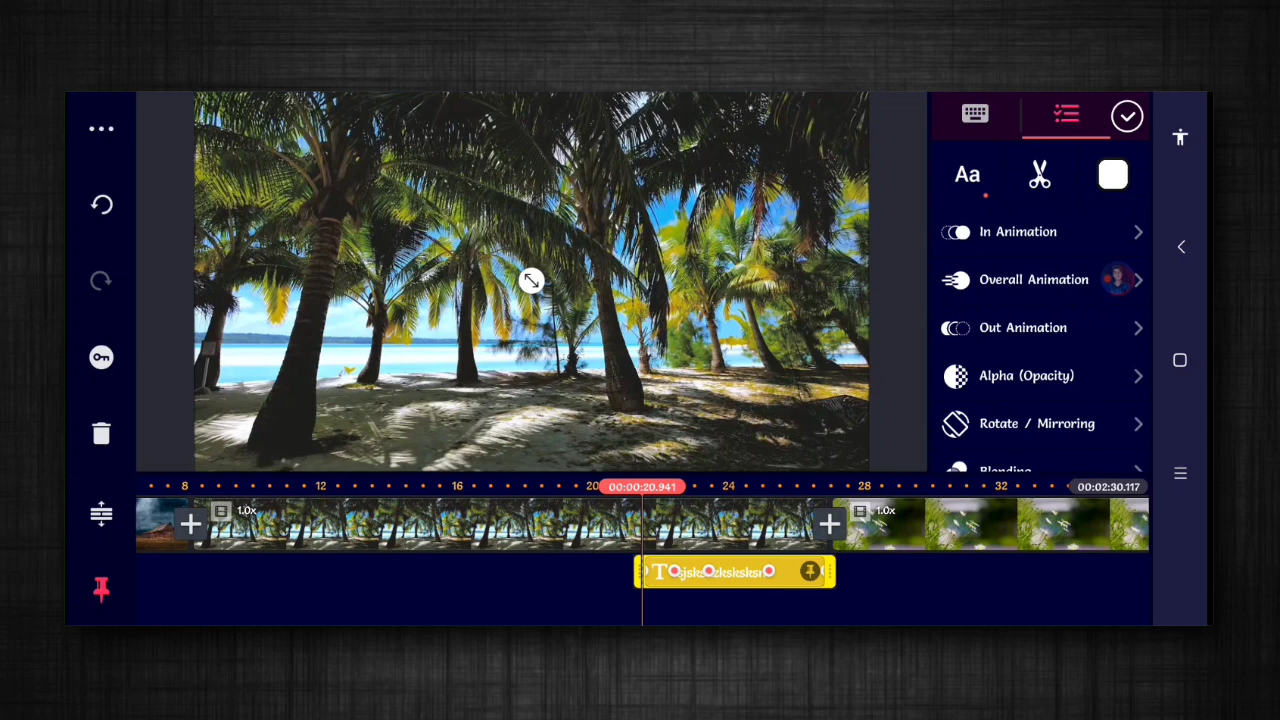 Aa
In Animation
Overall Animation
Out Animation
Alpha (Opacity)
Rotate / Mirroring
Blending
8 12 16 20 00:00:20.941 24 28 32 00:02:30.117
1.0x 1.0x